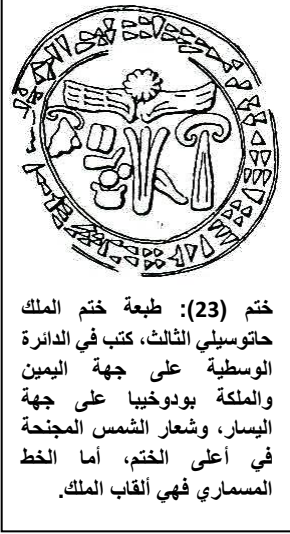 ختم (23): طبعة ختم الملك
حاتوسيلي الثالث، كتب في الدائرة
الوسطية على جهة اليمين
والملكة بودوخيبا على جهة
اليسار، وشعار الشمس المجنحة
في أعلى الختم، أما الخط
المسماري فهي ألقاب الملك.